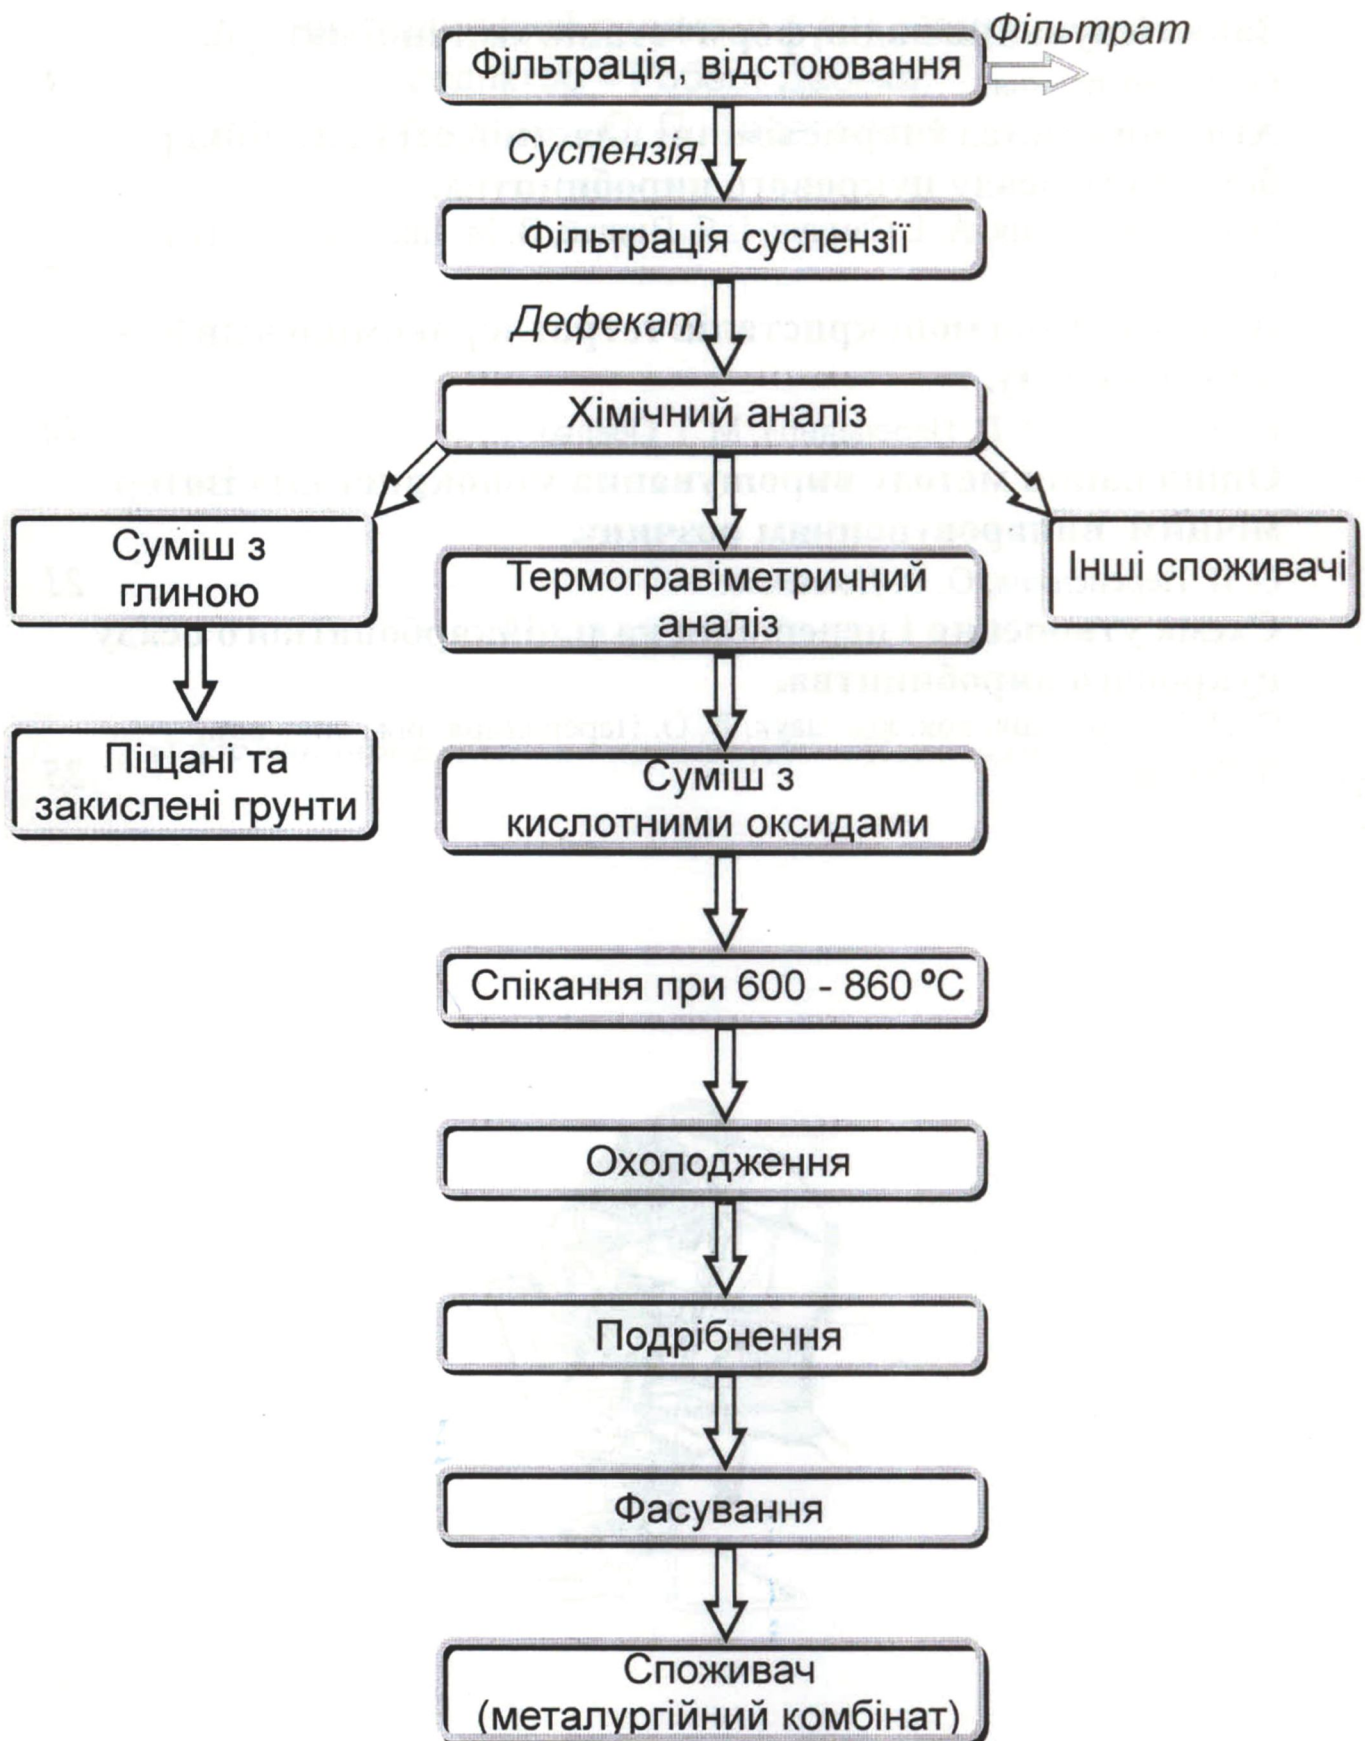 Фільтрат
Фільтрація, відстоювання
Суспензія
Фільтрація суспензії
Дефекат
Хімічний аналіз
Суміш з
глиною
Термогравіметричний
аналіз
Інші споживачі
Піщані та
закислені грунти
Суміш з
кислотними оксидами
Спікання при 600 - 860 ºС
Охолодження
Подрібнення
Фасування
Споживач
(металургійний комбінат)